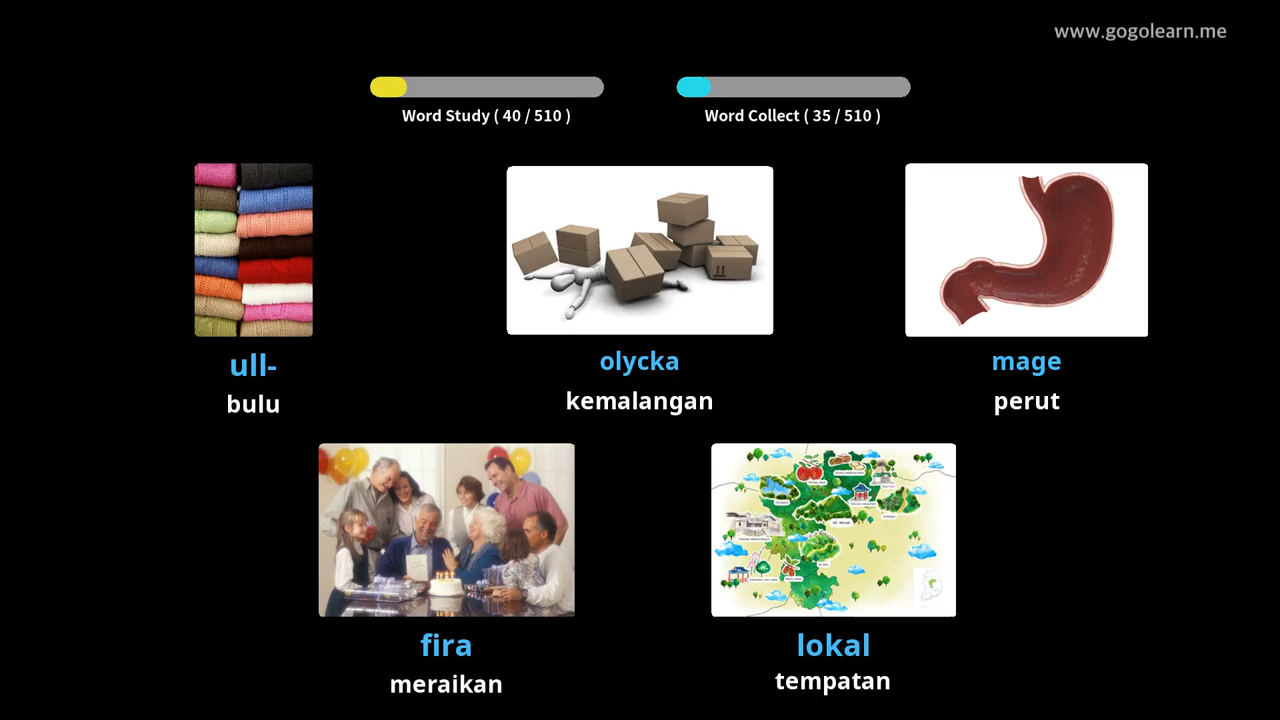 www.gogolearn.me
Word Study ( 40 / 510 )
Word Collect ( 35 / 510 )
ull-
bulu
olycka
kemalangan
mage
perut
fira
meraikan
lokal
tempatan